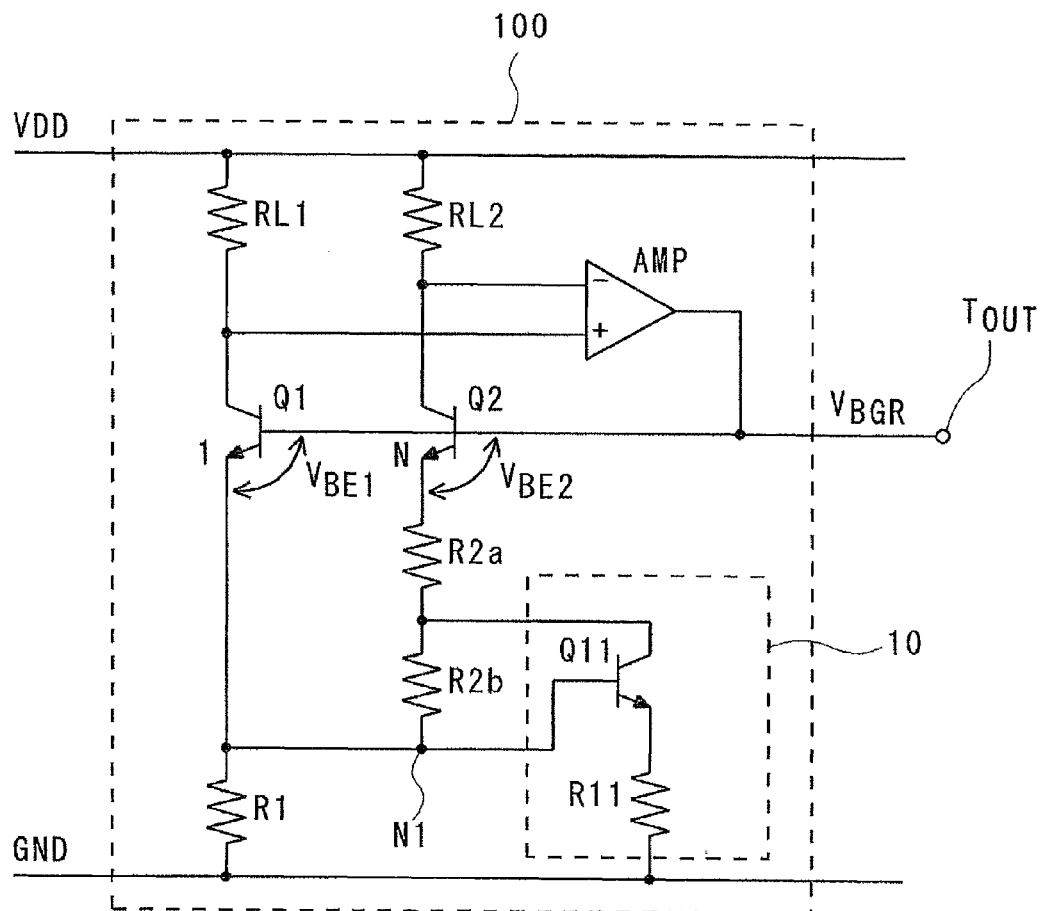 100
VDD
RL1
RL2
AMP
−
+
TOUT
Q1
Q2
VBGR
1
N
VBE1
VBE2
R2a
Q11
10
R2b
R11
R1
N1
GND